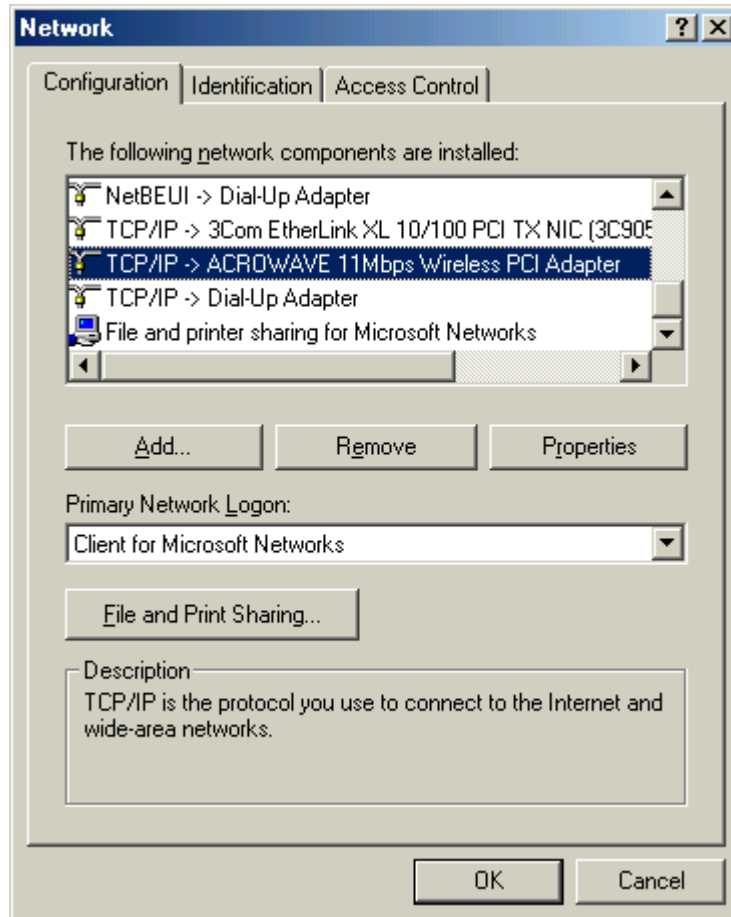 Network
Configuration Identification Access Control
The following network components are installed:
NetBEUI -> Dial-Up Adapter
TCP/IP -> 3Com EtherLink XL 10/100 PCI TX NIC (3C905
TCP/IP -> ACROWAVE 11Mbps Wireless PCI Adapter
TCP/IP -> Dial-Up Adapter
File and printer sharing for Microsoft Networks
Add... Remove Properties
Primary Network Logon:
Client for Microsoft Networks
File and Print Sharing...
Description
TCP/IP is the protocol you use to connect to the Internet and
wide-area networks.
OK Cancel